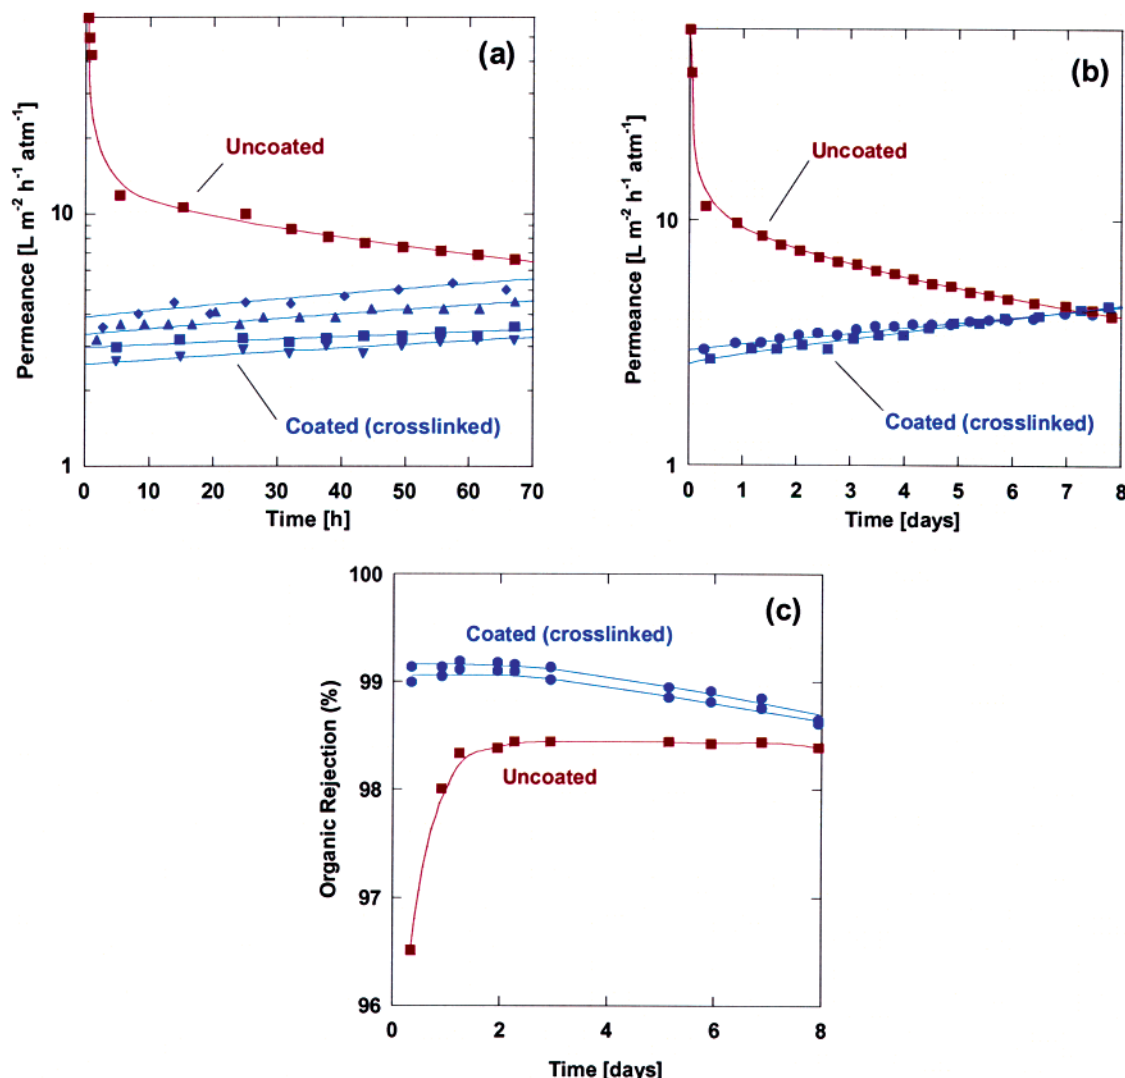 (a)
Permeance [L m⁻² h⁻¹ atm⁻¹]
Uncoated
10
Coated (crosslinked)
1
0 10 20 30 40 50 60 70
Time [h]
(b)
Permeance [L m⁻² h⁻¹ atm⁻¹]
Uncoated
10
Coated (crosslinked)
1
0 1 2 3 4 5 6 7 8
Time [days]
100
(c)
Coated (crosslinked)
99
Organic Rejection (%)
98
Uncoated
97
96
0 2 4 6 8
Time [days]